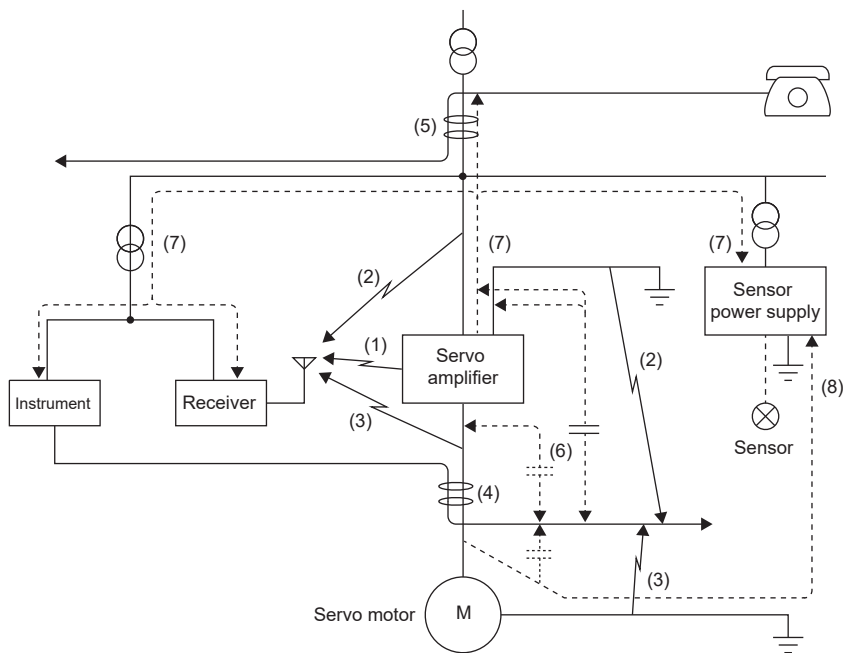 (5)
(7)
(7)
(7)
(2)
Sensor
power supply
(1)
Servo
amplifier
(2)
(8)
Instrument
Receiver
(3)
(6)
Sensor
(4)
(3)
Servo motor
M